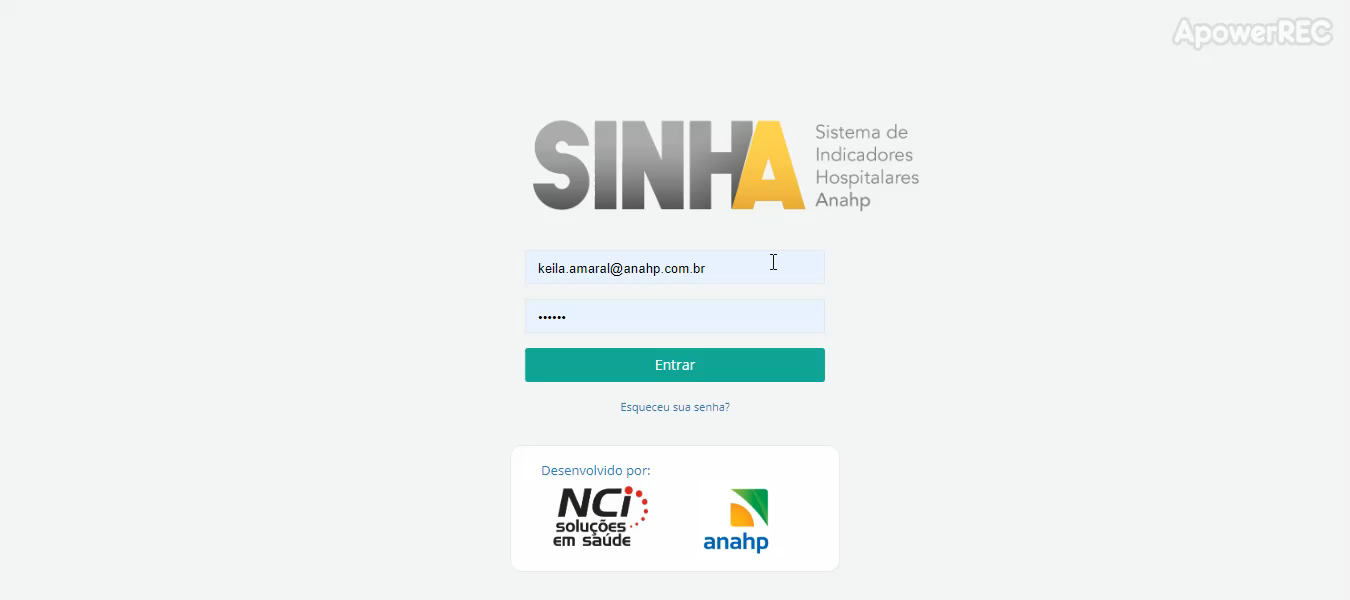 ApowerREC
SINHA
Sistema de
Indicadores
Hospitalares
Anahp
keila.amaral@anahp.com.br
••••••
Entrar
Esqueceu sua senha?
Desenvolvido por:
NCi
soluções
em saúde
anahp